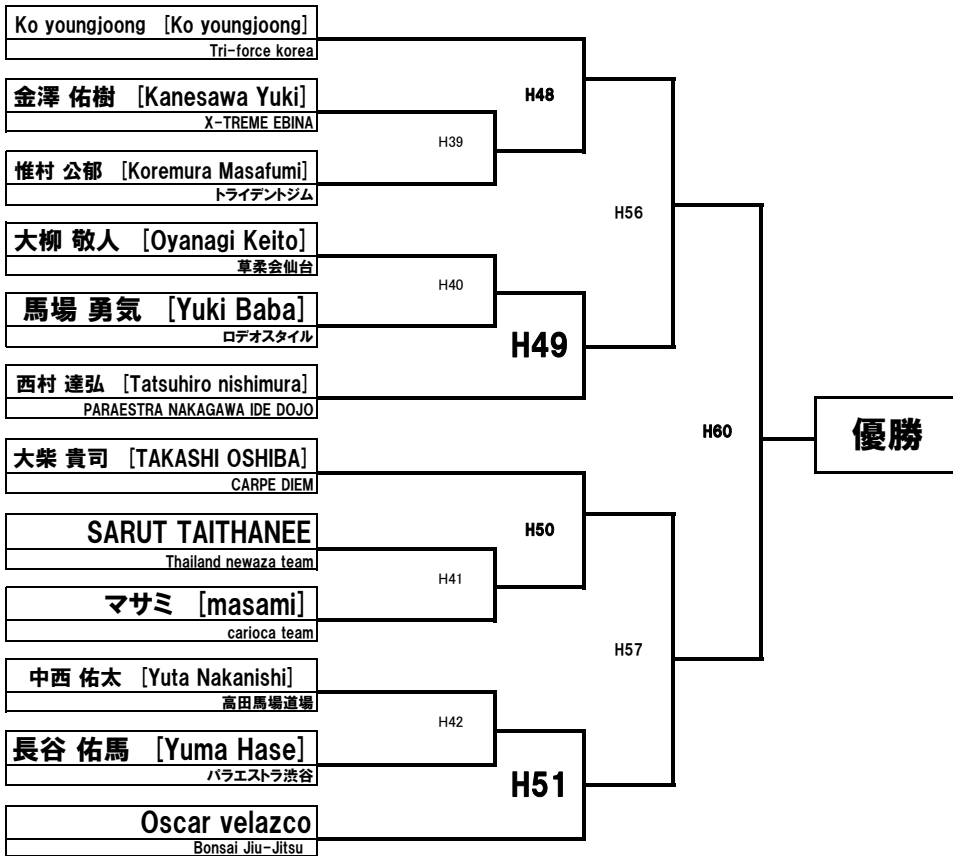 Ko youngjoong [Ko youngjoong]
Tri-force korea
金澤 佑樹 [Kanesawa Yuki]
X-TREME EBINA
惟村 公郁 [Koremura Masafumi]
トライデントジム
大柳 敬人 [Oyanagi Keito]
草柔会仙台
馬場 勇気 [Yuki Baba]
ロデオスタイル
西村 達弘 [Tatsuhiro nishimura]
PARAESTRA NAKAGAWA IDE DOJO
大柴 貴司 [TAKASHI OSHIBA]
CARPE DIEM
SARUT TAITHANEE
Thailand newaza team
マサミ [masami]
carioca team
中西 佑太 [Yuta Nakanishi]
高田馬場道場
長谷 佑馬 [Yuma Hase]
パラエストラ渋谷
Oscar velazco
Bonsai Jiu-Jitsu
H39
H40
H41
H42
H48
H49
H50
H51
H56
H57
H60
優勝